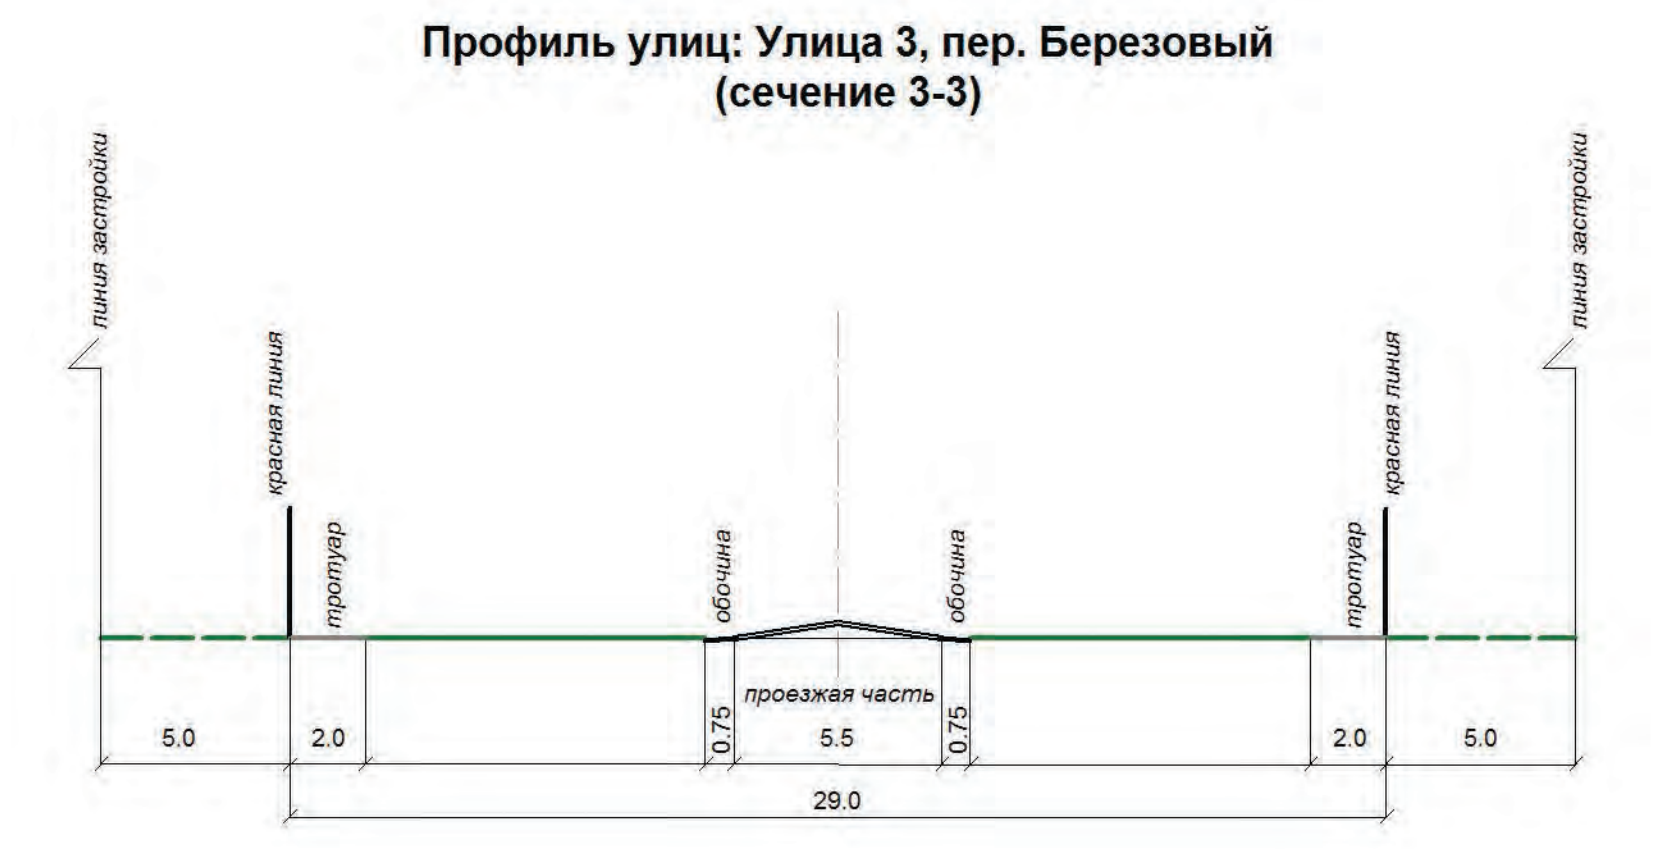 Профиль улиц: Улица 3, пер. Березовый
(сечение 3-3)
линия застройки
красная линия
тротуар
обочина
обочина
тротуар
красная линия
линия застройки
проезжая часть
5.0
2.0
0.75
5.5
0.75
2.0
5.0
29.0